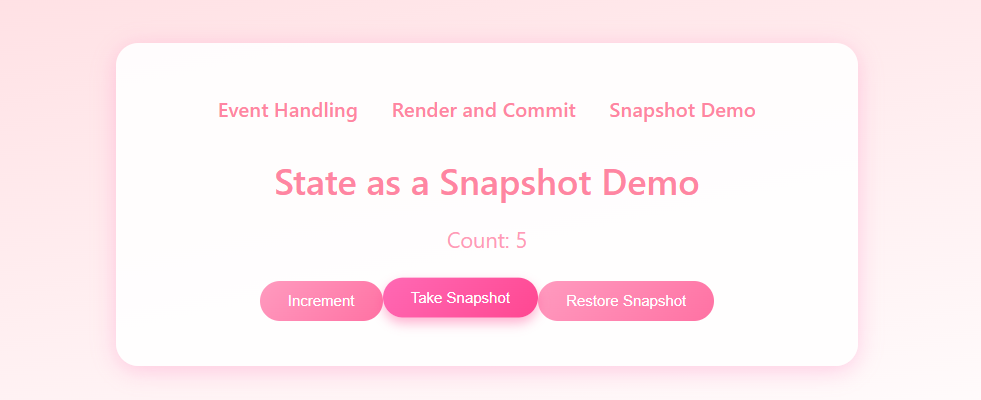 Event Handling Render and Commit Snapshot Demo
State as a Snapshot Demo
Count: 5
Increment Take Snapshot Restore Snapshot